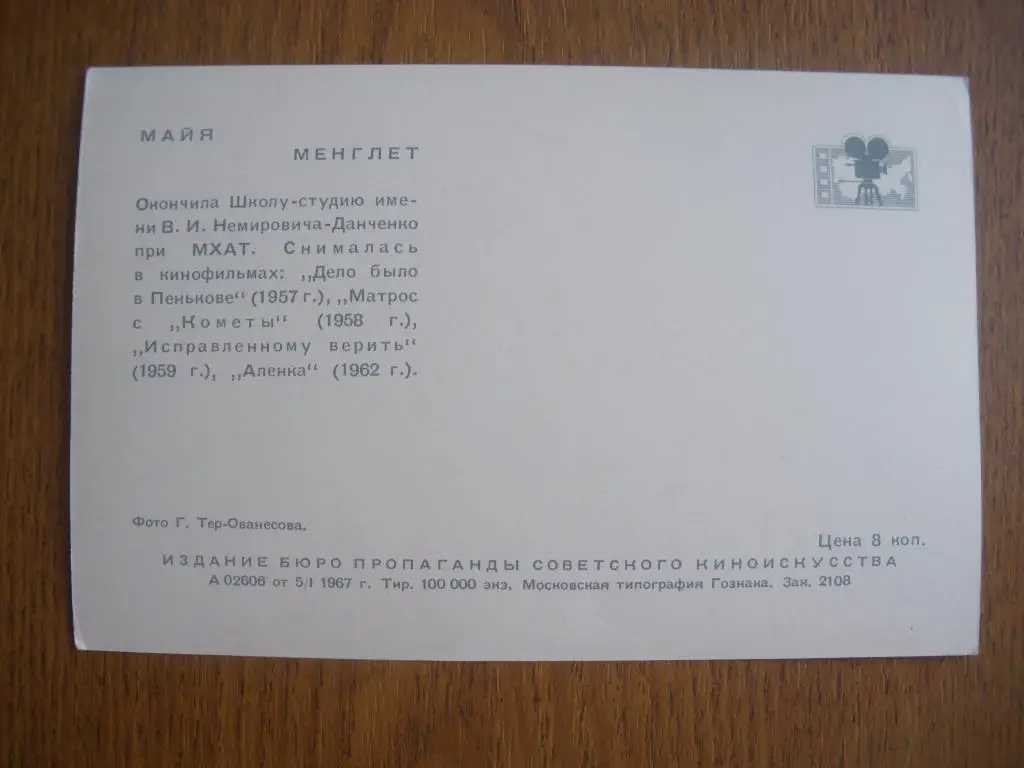 МАЙЯ
МЕНГЛЕТ
Окончила Школу-студию име-
ни В. И. Немировича-Данченко
при МХАТ. Снималась
в кинофильмах: „Дело было
в Пенькове“ (1957 г.), „Матрос
с „Кометы“ (1958 г.),
„Исправленному верить“
(1959 г.), „Аленка“ (1962 г.).
Фото Г. Тер-Ованесова.
Цена 8 коп.
ИЗДАНИЕ БЮРО ПРОПАГАНДЫ СОВЕТСКОГО КИНОИСКУССТВА
А 02606 от 5/I 1967 г. Тир. 100 000 экз. Московская типография Гознака. Зак. 2108